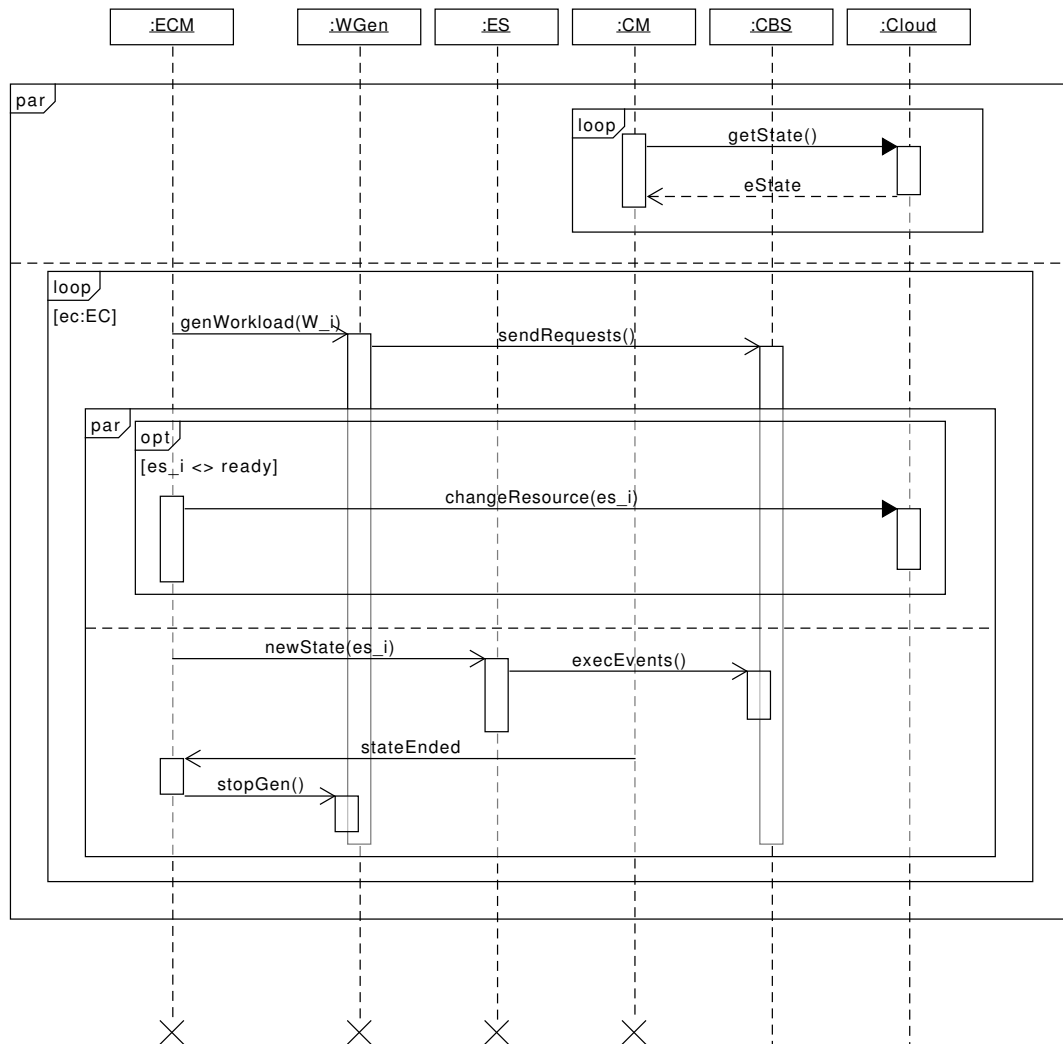 :ECM :WGen :ES :CM :CBS :Cloud
par
loop
getState()
eState
loop
[ec:EC]
genWorkload(W_i)
sendRequests()
par
opt
[es_i <> ready]
changeResource(es_i)
newState(es_i)
execEvents()
stateEnded
stopGen()